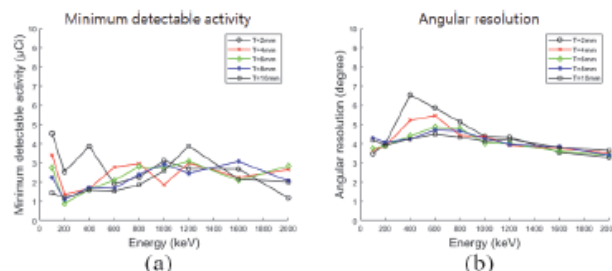 Minimum detectable activity
Angular resolution
Minimum detectable activity (μCi)
10
9
8
7
6
5
4
3
2
1
0
T=2mm
T=4mm
T=6mm
T=8mm
T=10mm
0 200 400 600 800 1000 1200 1400 1600 1800 2000
Energy (keV)
(a)
Angular resolution (degree)
10
9
8
7
6
5
4
3
2
1
0
T=2mm
T=4mm
T=6mm
T=8mm
T=10mm
0 200 400 600 800 1000 1200 1400 1600 1800 2000
Energy (keV)
(b)